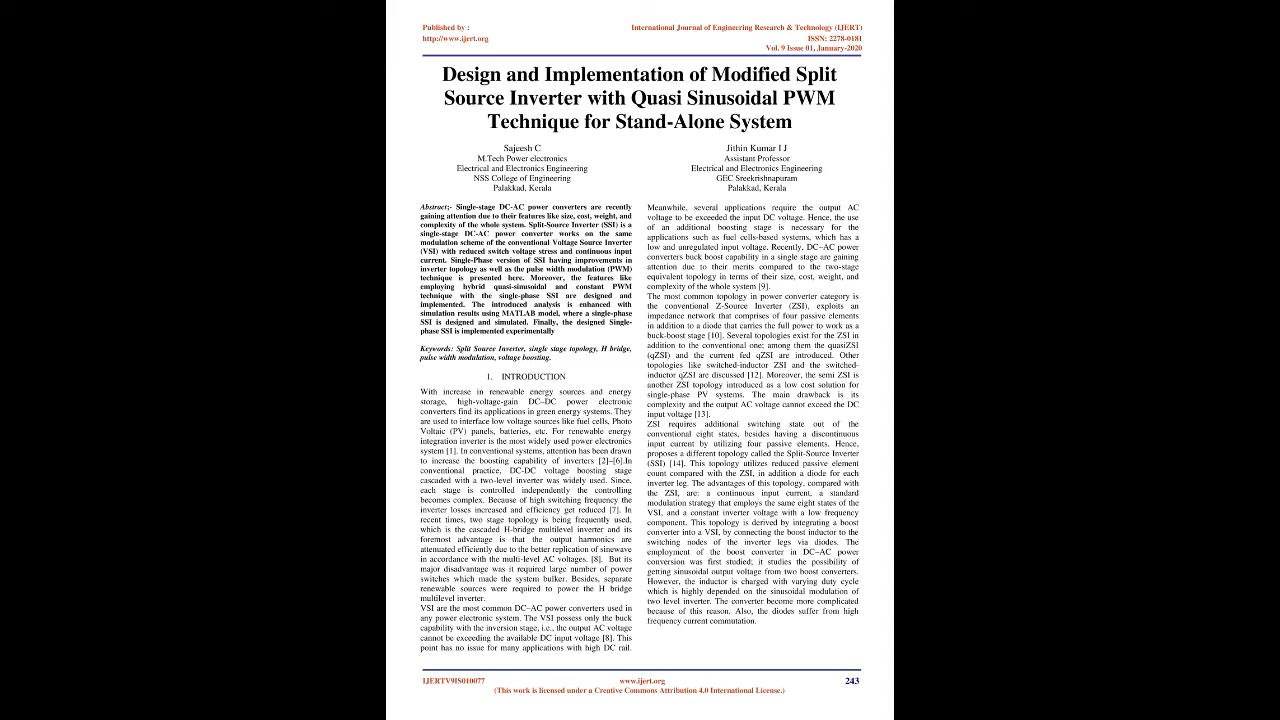 Published by :
http://www.ijert.org
International Journal of Engineering Research & Technology (IJERT)
ISSN: 2278-0181
Vol. 9 Issue 01, January-2020
Design and Implementation of Modified Split
Source Inverter with Quasi Sinusoidal PWM
Technique for Stand-Alone System
Sajeesh C
M.Tech Power electronics
Electrical and Electronics Engineering
NSS College of Engineering
Palakkad, Kerala
Jithin Kumar I J
Assistant Professor
Electrical and Electronics Engineering
GEC Sreekrishnapuram
Palakkad, Kerala
Abstract:- Single-stage DC-AC power converters are recently
gaining attention due to their features like size, cost, weight, and
complexity of the whole system. Split-Source Inverter (SSI) is a
single-stage DC-AC power converter works on the same
modulation scheme of the conventional Voltage Source Inverter
(VSI) with reduced switch voltage stress and continuous input
current. Single-Phase version of SSI having improvements in
inverter topology as well as the pulse width modulation (PWM)
technique is presented here. Moreover, the features like
employing hybrid quasi-sinusoidal and constant PWM
technique with the single-phase SSI are designed and
implemented. The introduced analysis is enhanced with
simulation results using MATLAB model, where a single-phase
SSI is designed and simulated. Finally, the designed Single-
phase SSI is implemented experimentally
Keywords: Split Source Inverter, single stage topology, H bridge,
pulse width modulation, voltage boosting.
1. INTRODUCTION
With increase in renewable energy sources and energy
storage, high-voltage-gain DC–DC power electronic
converters find its applications in green energy systems. They
are used to interface low voltage sources like fuel cells, Photo
Voltaic (PV) panels, batteries, etc. For renewable energy
integration inverter is the most widely used power electronics
system [1]. In conventional systems, attention has been drawn
to increase the boosting capability of inverters [2]–[6].In
conventional practice, DC-DC voltage boosting stage
cascaded with a two-level inverter was widely used. Since,
each stage is controlled independently the controlling
becomes complex. Because of high switching frequency the
inverter losses increased and efficiency get reduced [7]. In
recent times, two stage topology is being frequently used,
which is the cascaded H-bridge multilevel inverter and its
foremost advantage is that the output harmonics are
attenuated efficiently due to the better replication of sinewave
in accordance with the multi-level AC voltages. [8]. But its
major disadvantage was it required large number of power
switches which made the system bulker. Besides, separate
renewable sources were required to power the H bridge
multilevel inverter.
VSI are the most common DC–AC power converters used in
any power electronic system. The VSI possess only the buck
capability with the inversion stage, i.e., the output AC voltage
cannot be exceeding the available DC input voltage [8]. This
point has no issue for many applications with high DC rail.
Meanwhile, several applications require the output AC
voltage to be exceeded the input DC voltage. Hence, the use
of an additional boosting stage is necessary for the
applications such as fuel cells-based systems, which has a
low and unregulated input voltage. Recently, DC–AC power
converters buck boost capability in a single stage are gaining
attention due to their merits compared to the two-stage
equivalent topology in terms of their size, cost, weight, and
complexity of the whole system [9].
The most common topology in power converter category is
the conventional Z-Source Inverter (ZSI), exploits an
impedance network that comprises of four passive elements
in addition to a diode that carries the full power to work as a
buck-boost stage [10]. Several topologies exist for the ZSI in
addition to the conventional one; among them the quasiZSI
(qZSI) and the current fed qZSI are introduced. Other
topologies like switched-inductor ZSI and the switched-
inductor qZSI are discussed [12]. Moreover, the semi ZSI is
another ZSI topology introduced as a low cost solution for
single-phase PV systems. The main drawback is its
complexity and the output AC voltage cannot exceed the DC
input voltage [13].
ZSI requires additional switching state out of the
conventional eight states, besides having a discontinuous
input current by utilizing four passive elements. Hence,
proposes a different topology called the Split-Source Inverter
(SSI) [14]. This topology utilizes reduced passive element
count compared with the ZSI, in addition a diode for each
inverter leg. The advantages of this topology, compared with
the ZSI, are: a continuous input current, a standard
modulation strategy that employs the same eight states of the
VSI, and a constant inverter voltage with a low frequency
component. This topology is derived by integrating a boost
converter into a VSI, by connecting the boost inductor to the
switching nodes of the inverter legs via diodes. The
employment of the boost converter in DC–AC power
conversion was first studied; it studies the possibility of
getting sinusoidal output voltage from two boost converters.
However, the inductor is charged with varying duty cycle
which is highly depended on the sinusoidal modulation of
two level inverter. The converter become more complicated
because of this reason. Also, the diodes suffer from high
frequency current commutation.
IJERTV9IS010077
www.ijert.org
243
(This work is licensed under a Creative Commons Attribution 4.0 International License.)